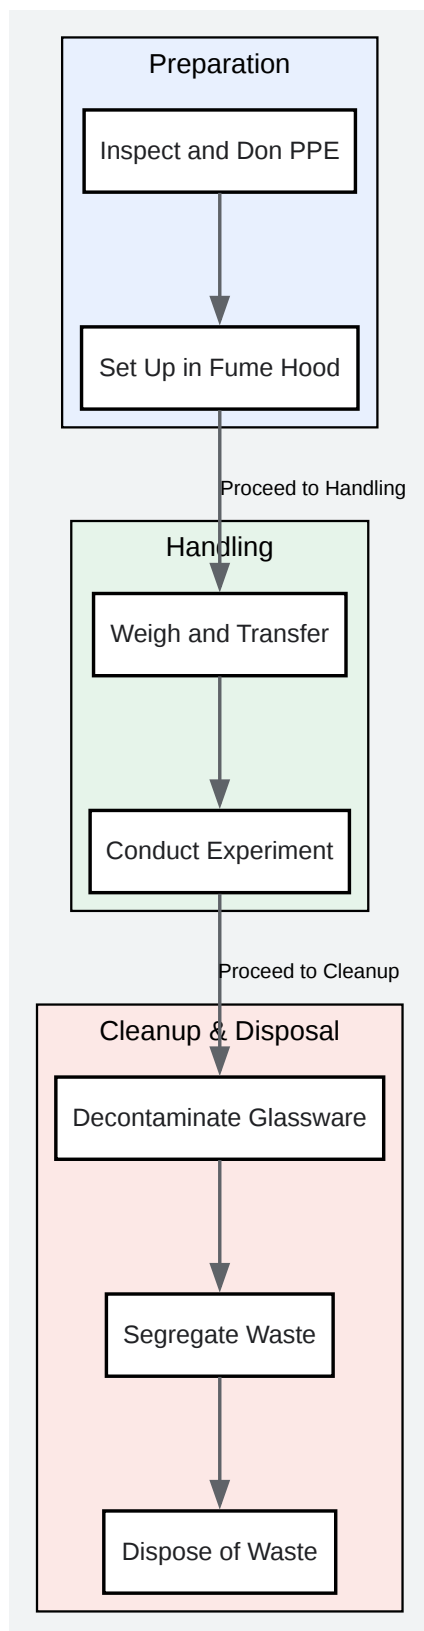 Preparation
Inspect and Don PPE
Set Up in Fume Hood
Proceed to Handling
Handling
Weigh and Transfer
Conduct Experiment
Proceed to Cleanup
Cleanup & Disposal
Decontaminate Glassware
Segregate Waste
Dispose of Waste